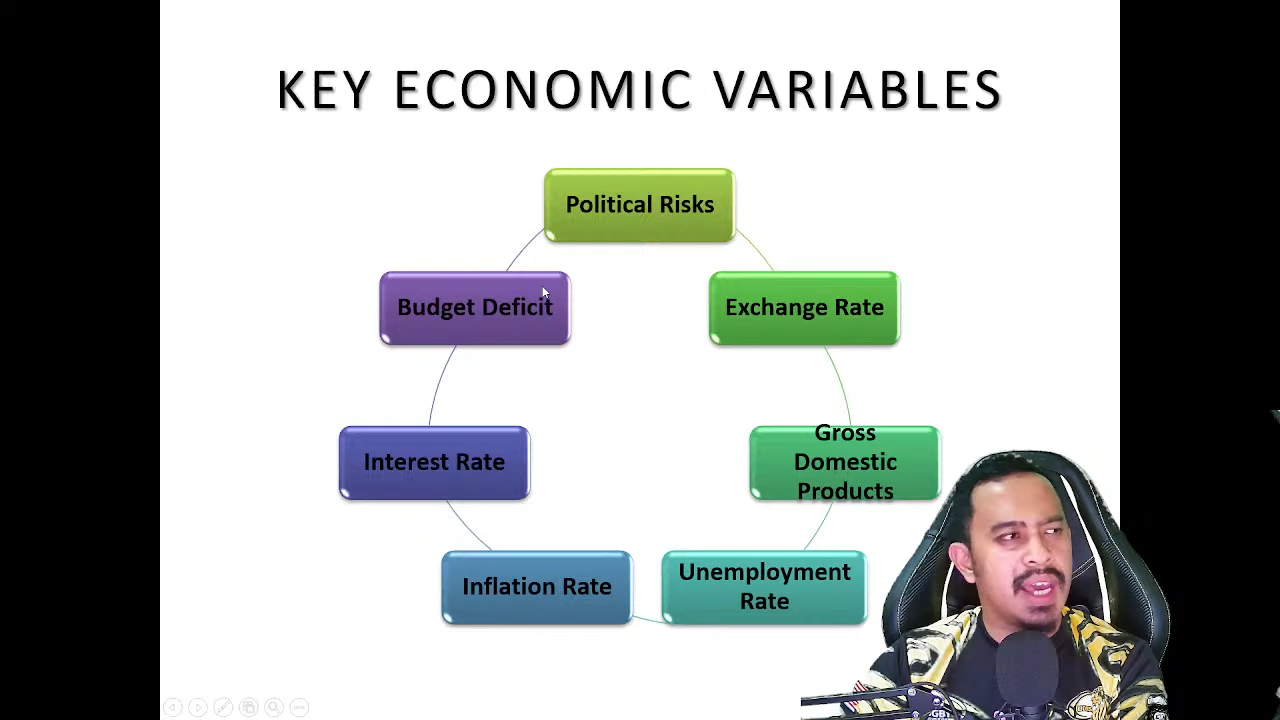 KEY ECONOMIC VARIABLES
Political Risks
Budget Deficit
Exchange Rate
Interest Rate
Gross
Domestic
Products
Inflation Rate
Unemployment
Rate